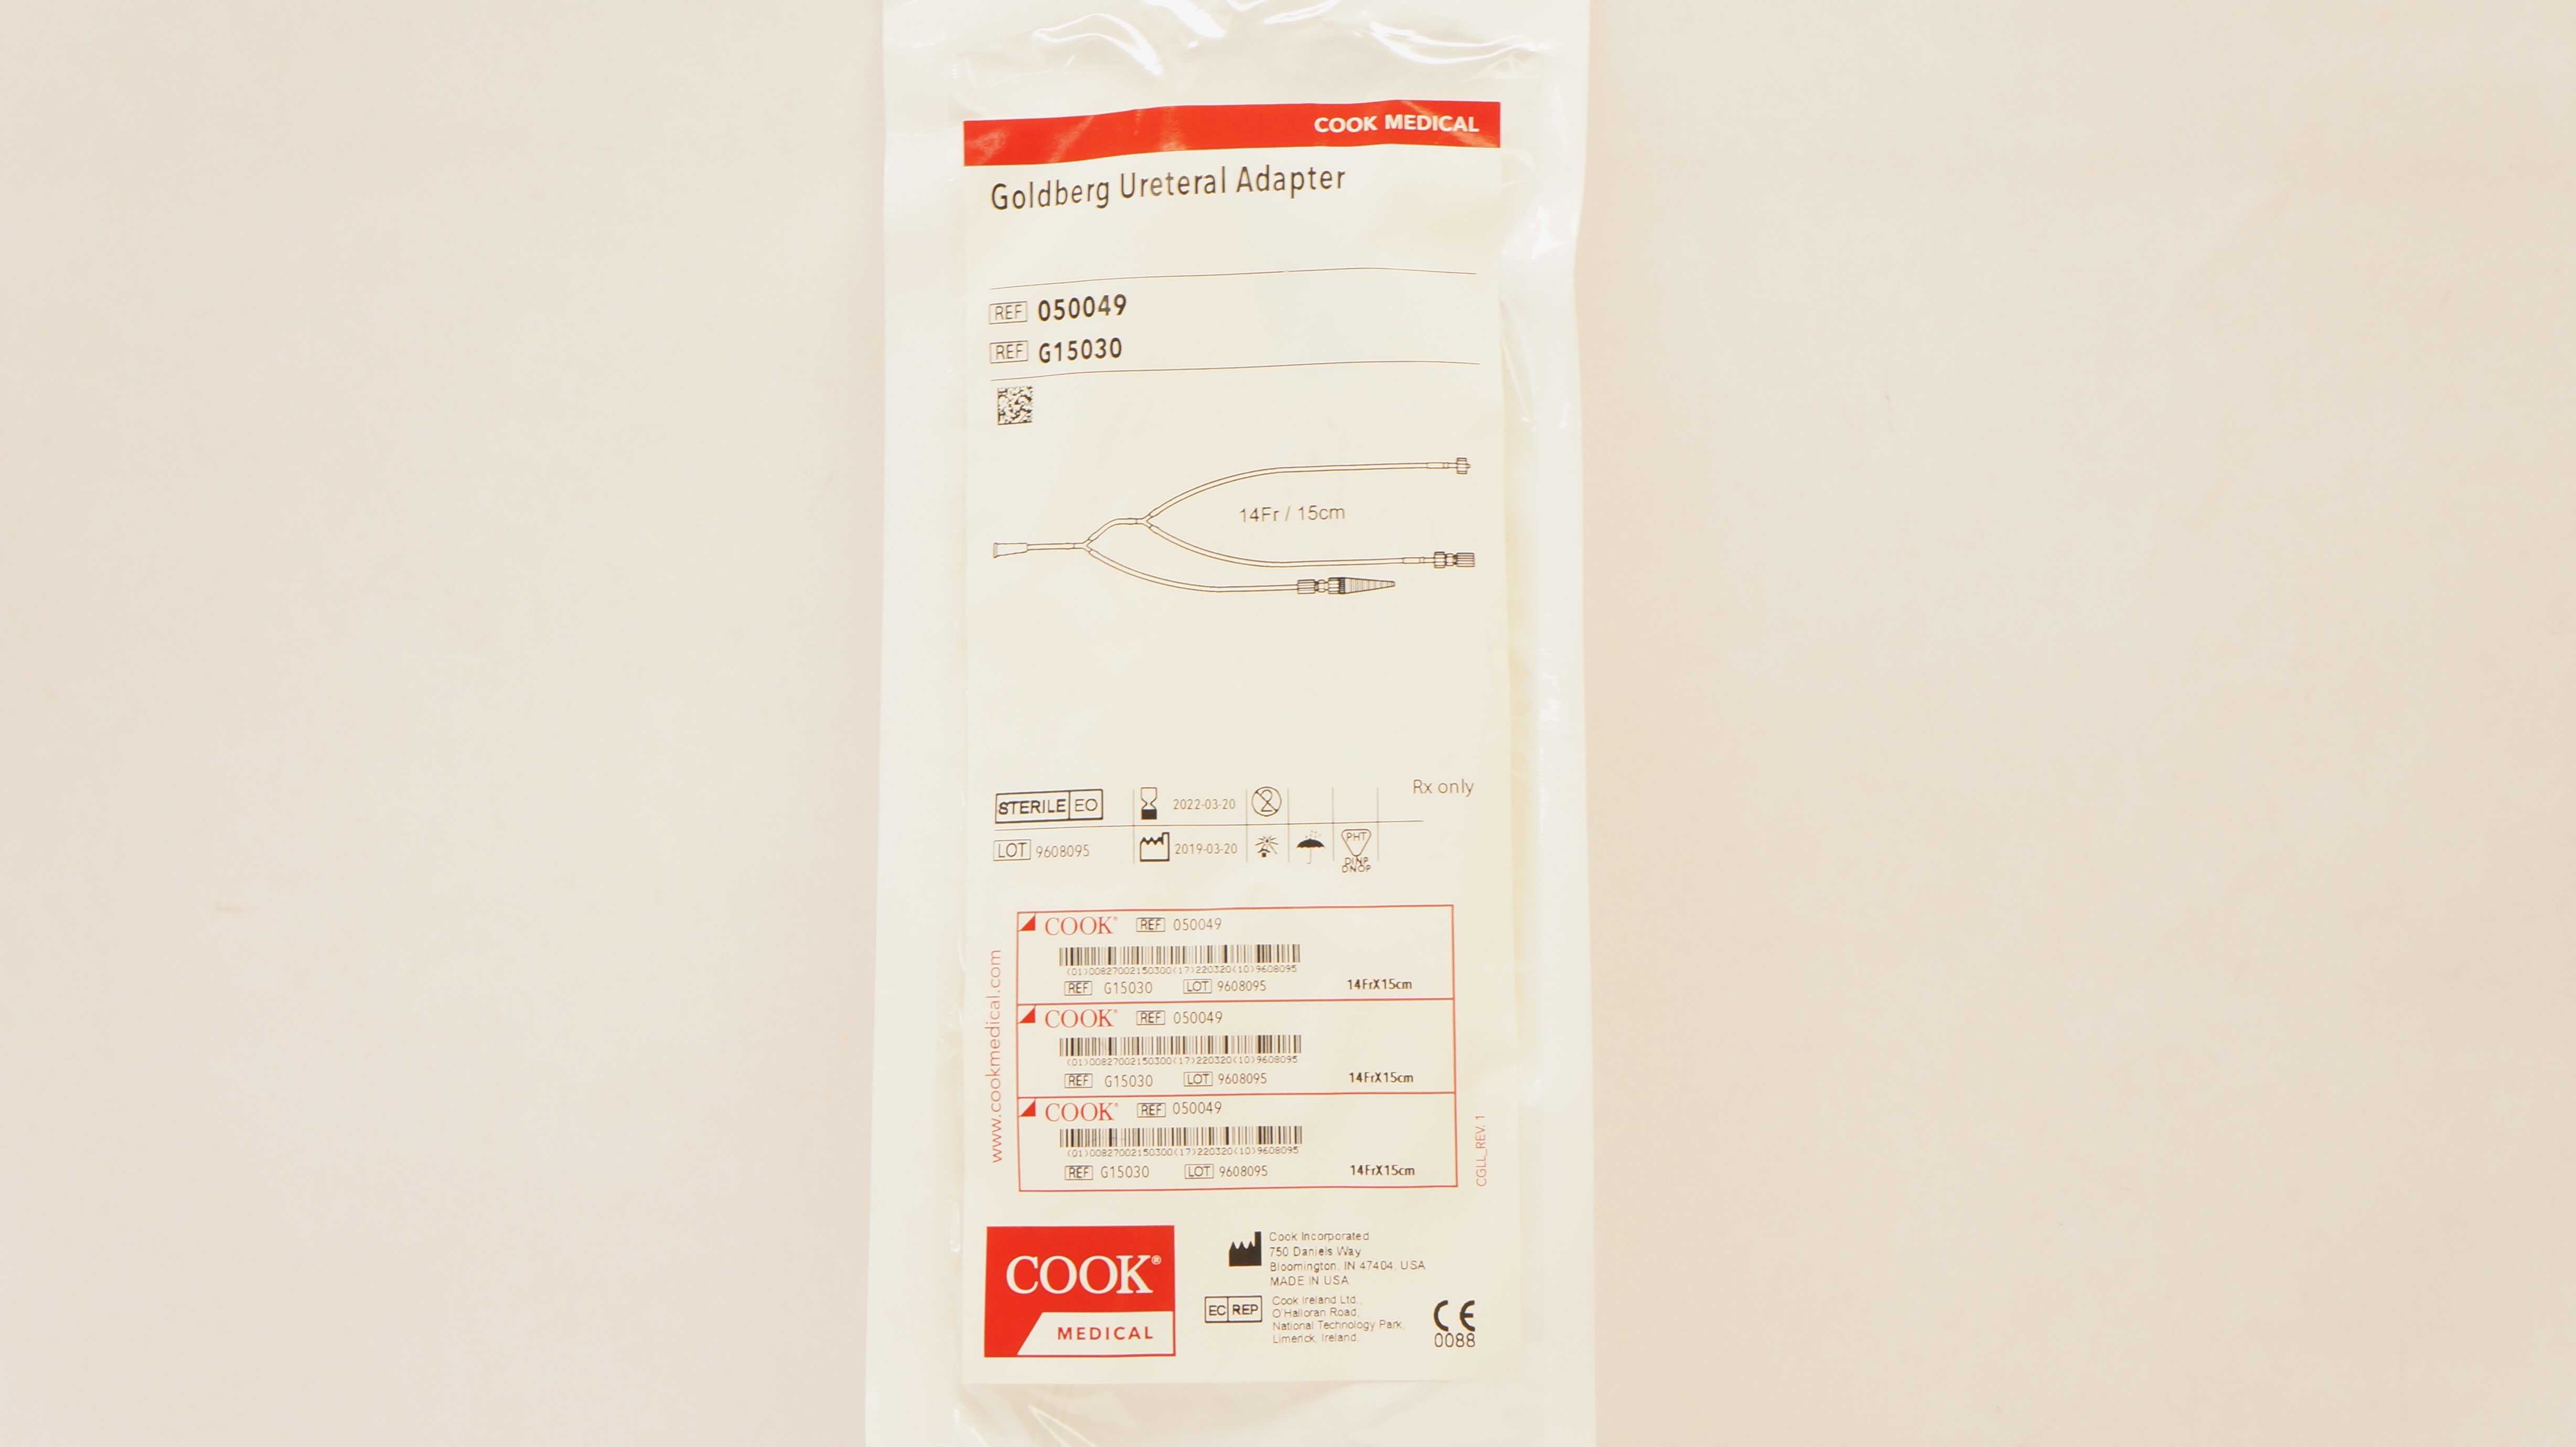 COOK MEDICAL
Goldberg Ureteral Adapter
REF 050049
REF G15030
14Fr / 15cm
Rx only
STERILE EO 2022-03-20 2
LOT 9608095 2019-03-20 PHT
DINP
DNOP
COOK® REF 050049
(01)00827002150300(17)220320(10)9608095
REF G15030 LOT 9608095 14FrX15cm
COOK® REF 050049
(01)00827002150300(17)220320(10)9608095
REF G15030 LOT 9608095 14FrX15cm
COOK® REF 050049
(01)00827002150300(17)220320(10)9608095
REF G15030 LOT 9608095 14FrX15cm
www.cookmedical.com
CGLL_REV. 1
COOK®
MEDICAL
Cook Incorporated
750 Daniels Way
Bloomington, IN 47404, USA
MADE IN USA
EC REP
Cook Ireland Ltd.,
O'Halloran Road,
National Technology Park,
Limerick, Ireland.
CE
0088